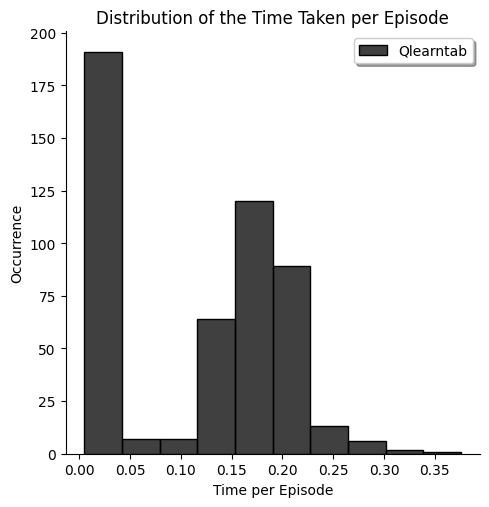 Distribution of the Time Taken per Episode
Qlearntab
200
175
150
125
100
75
50
25
0
Occurrence
0.00 0.05 0.10 0.15 0.20 0.25 0.30 0.35
Time per Episode